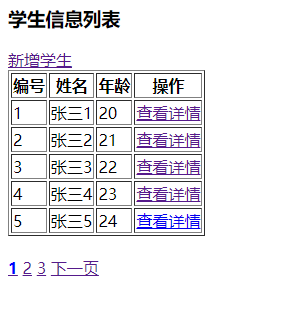 学生信息列表
新增学生
编号 姓名 年龄 操作
1 张三1 20 查看详情
2 张三2 21 查看详情
3 张三3 22 查看详情
4 张三4 23 查看详情
5 张三5 24 查看详情
1 2 3 下一页